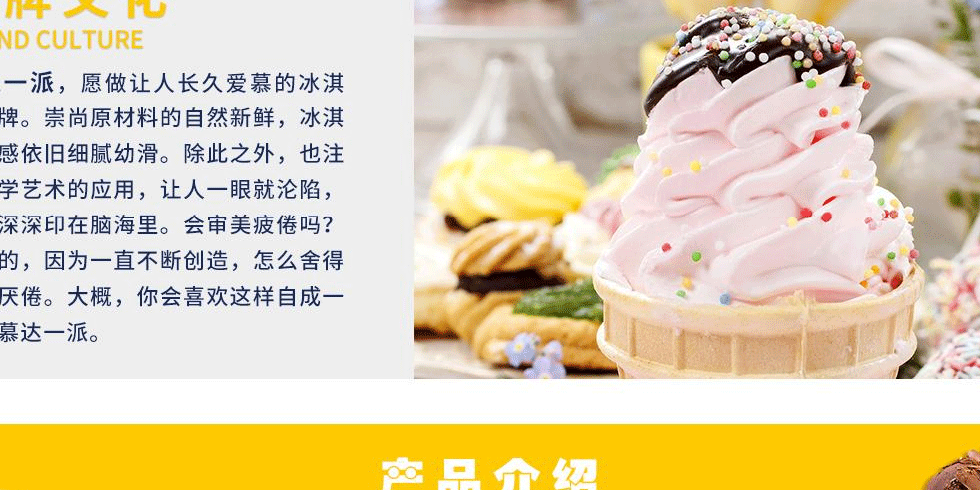 牌文化
ND CULTURE
一派，愿做让人长久爱慕的冰淇
牌。崇尚原材料的自然新鲜，冰淇
感依旧细腻幼滑。除此之外，也注
学艺术的应用，让人一眼就沦陷，
深深印在脑海里。会审美疲倦吗？
的，因为一直不断创造，怎么舍得
厌倦。大概，你会喜欢这样自成一
慕达一派。
产品介绍